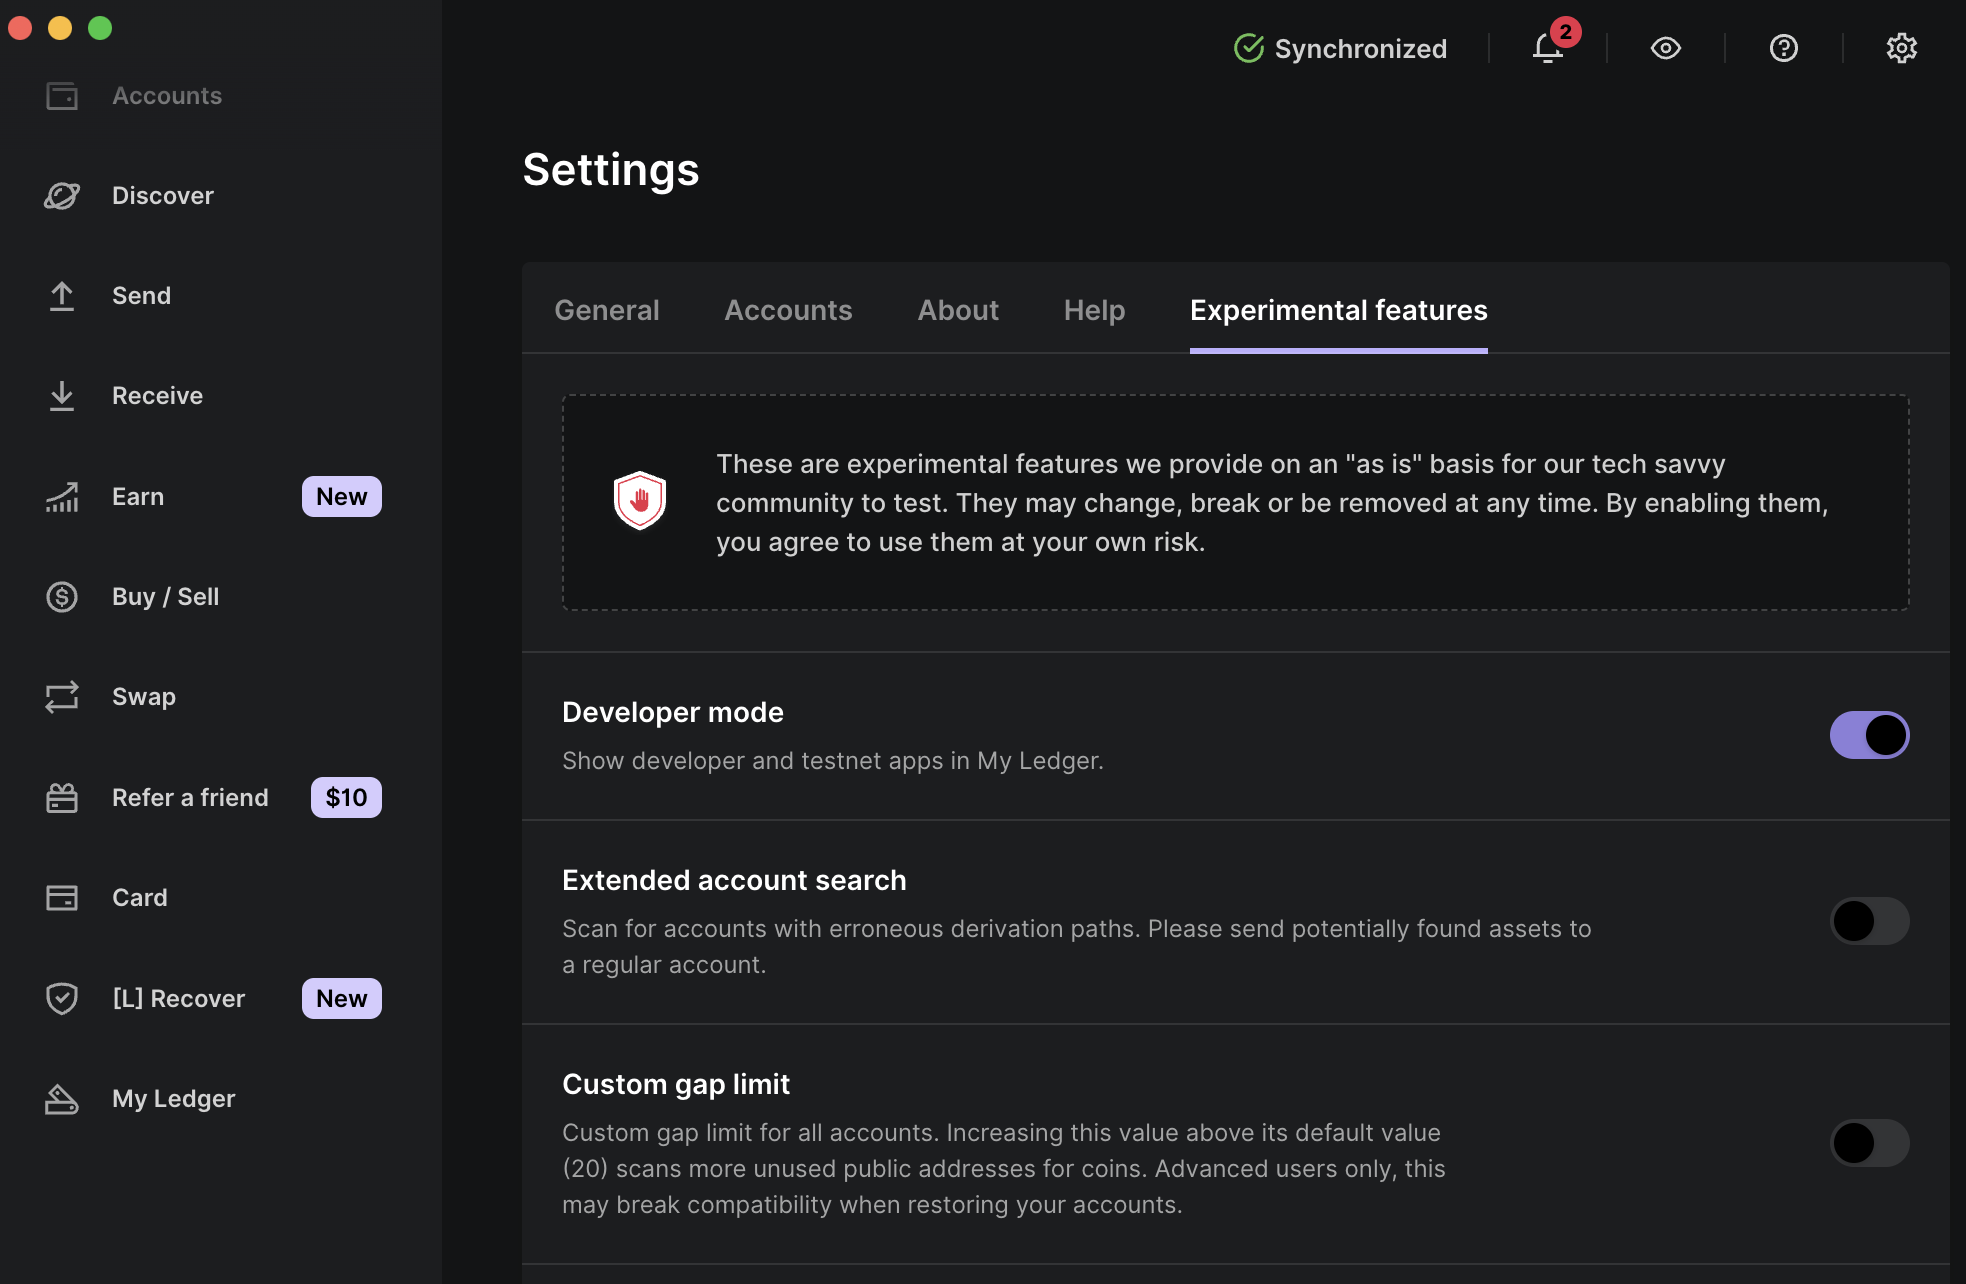 Accounts
Discover
Send
Receive
Earn New
Buy / Sell
Swap
Refer a friend $10
Card
[L] Recover New
My Ledger
Synchronized 2
Settings
General Accounts About Help Experimental features
These are experimental features we provide on an "as is" basis for our tech savvy
community to test. They may change, break or be removed at any time. By enabling them,
you agree to use them at your own risk.
Developer mode
Show developer and testnet apps in My Ledger.
Extended account search
Scan for accounts with erroneous derivation paths. Please send potentially found assets to
a regular account.
Custom gap limit
Custom gap limit for all accounts. Increasing this value above its default value
(20) scans more unused public addresses for coins. Advanced users only, this
may break compatibility when restoring your accounts.